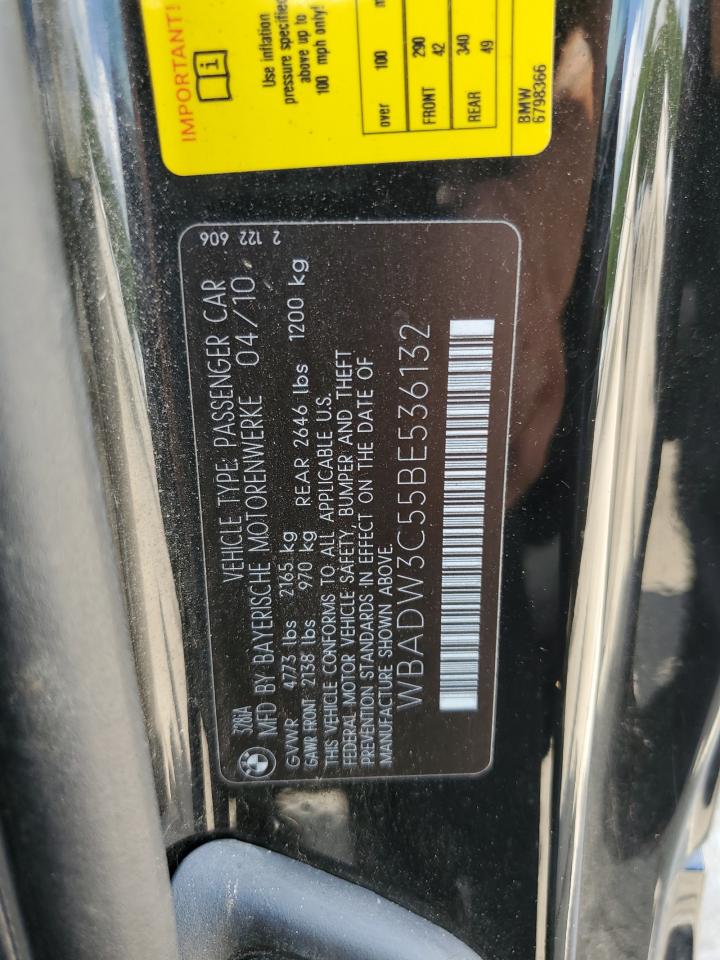 IMPORTANT!
Use inflation
pressure specified
above up to
100 mph only!
over 100
FRONT 290
42
REAR 340
49
BMW
6798366
328iA VEHICLE TYPE: PASSENGER CAR
MFD BY BAYERISCHE MOTORENWERKE 04/10
GVWR 4773 lbs 2165 kg
GAWR FRONT 2138 lbs 970 kg REAR 2646 lbs 1200 kg
THIS VEHICLE CONFORMS TO ALL APPLICABLE U.S.
FEDERAL MOTOR VEHICLE SAFETY, BUMPER AND THEFT
PREVENTION STANDARDS IN EFFECT ON THE DATE OF
MANUFACTURE SHOWN ABOVE.
WBADW3C55BE536132
2 122 606